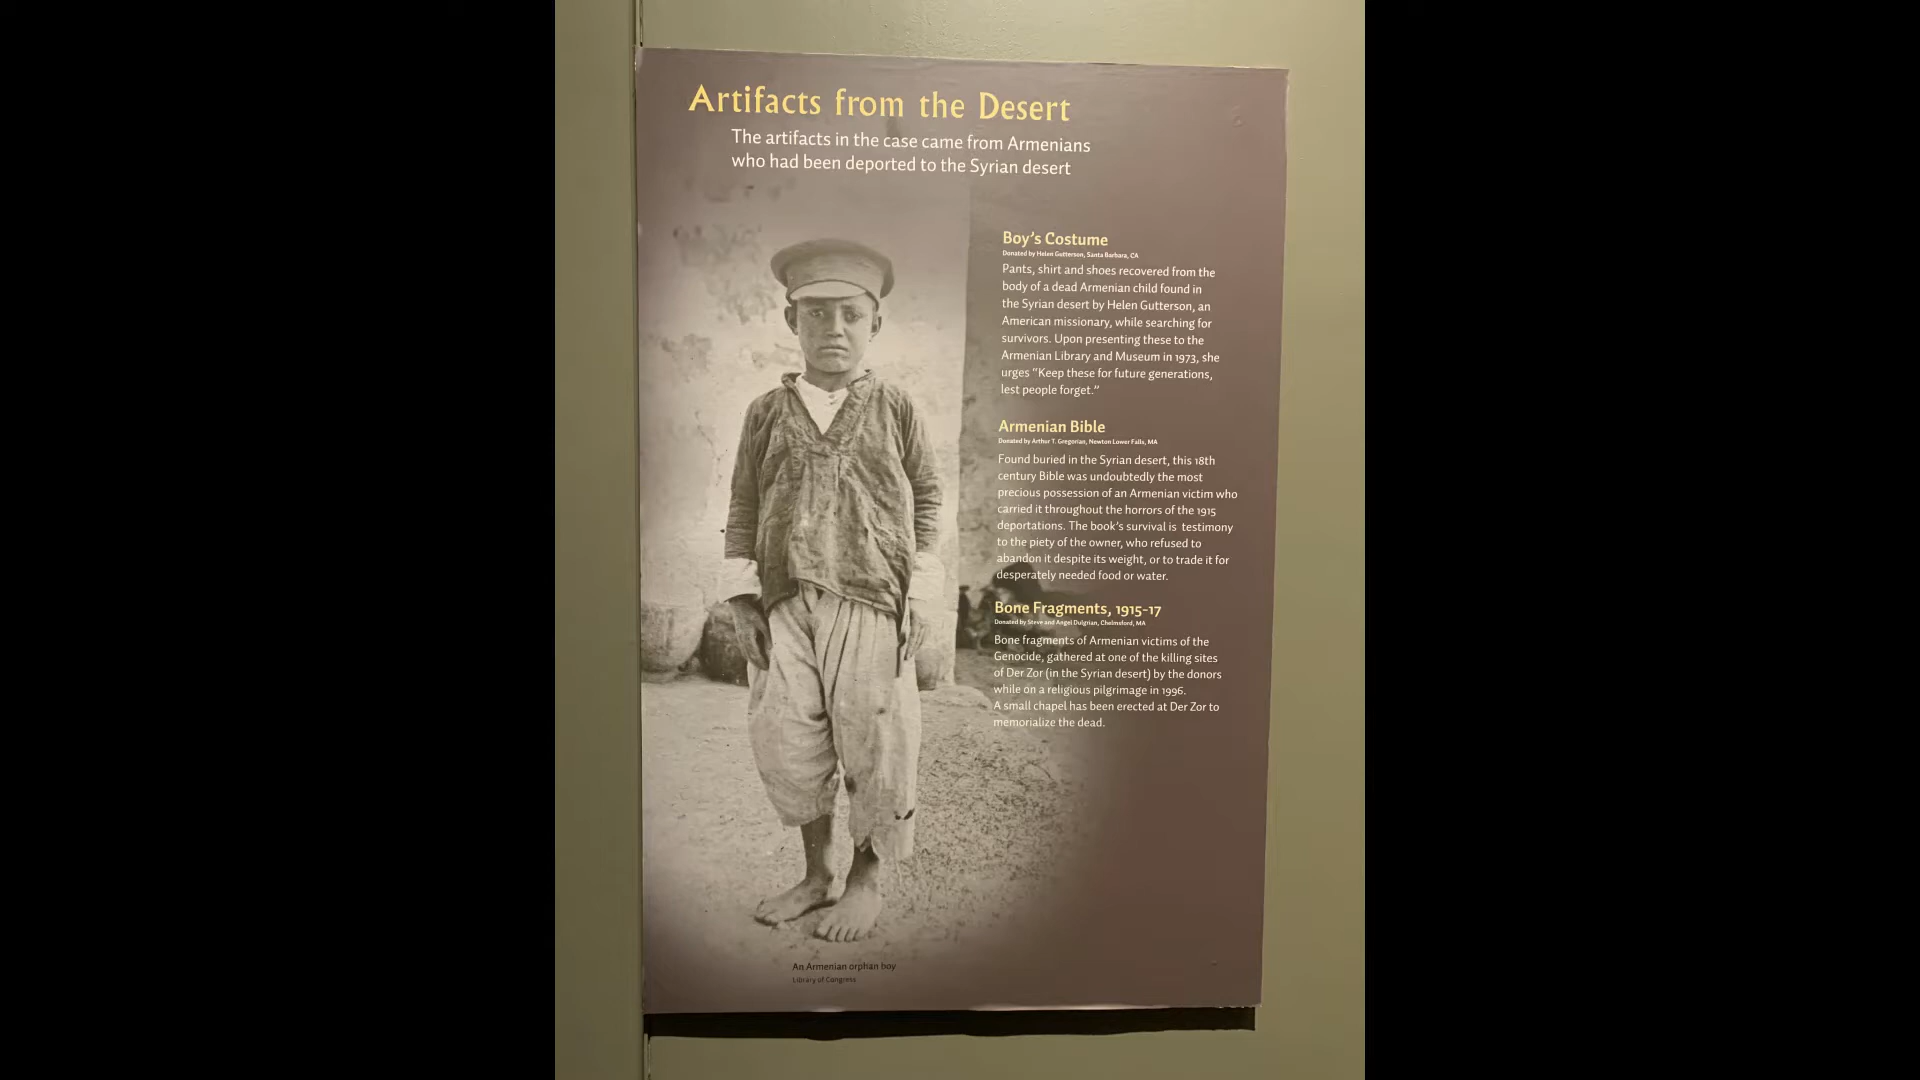 Artifacts from the Desert
The artifacts in the case came from Armenians
who had been deported to the Syrian desert
Boy's Costume
Donated by Helen Gutterson, Santa Barbara, CA
Pants, shirt and shoes recovered from the
body of a dead Armenian child found in
the Syrian desert by Helen Gutterson, an
American missionary, while searching for
survivors. Upon presenting these to the
Armenian Library and Museum in 1973, she
urges “Keep these for future generations,
lest people forget.”
Armenian Bible
Donated by Arthur T. Gregorian, Newton Lower Falls, MA
Found buried in the Syrian desert, this 18th
century Bible was undoubtedly the most
precious possession of an Armenian victim who
carried it throughout the horrors of the 1915
deportations. The book's survival is testimony
to the piety of the owner, who refused to
abandon it despite its weight, or to trade it for
desperately needed food or water.
Bone Fragments, 1915-17
Donated by Steve and Angel Dulgrian, Chelmsford, MA
Bone fragments of Armenian victims of the
Genocide, gathered at one of the killing sites
of Der Zor (in the Syrian desert) by the donors
while on a religious pilgrimage in 1996.
A small chapel has been erected at Der Zor to
memorialize the dead.
An Armenian orphan boy
Library of Congress